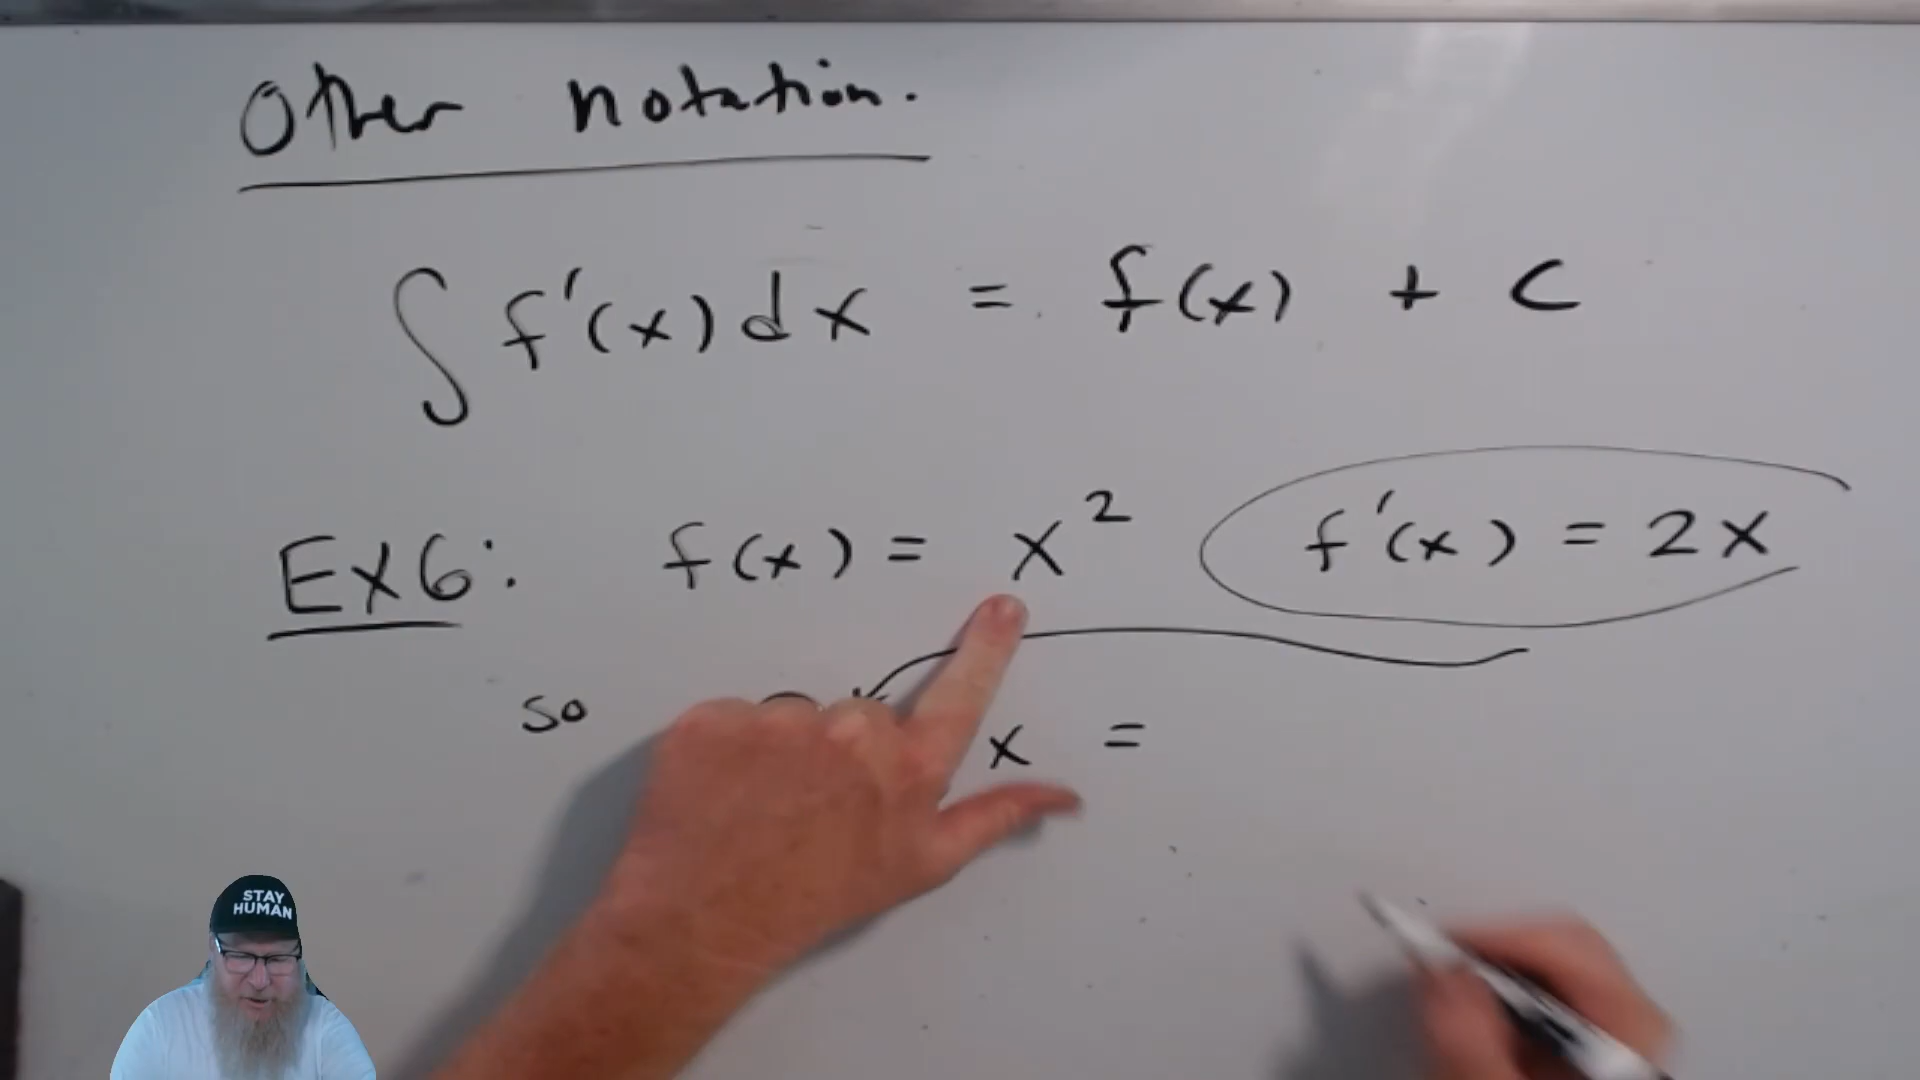 Other notation.
∫ f'(x) dx = f(x) + c
EX6: f(x) = x² f'(x) = 2x
so x =
STAY
HUMAN